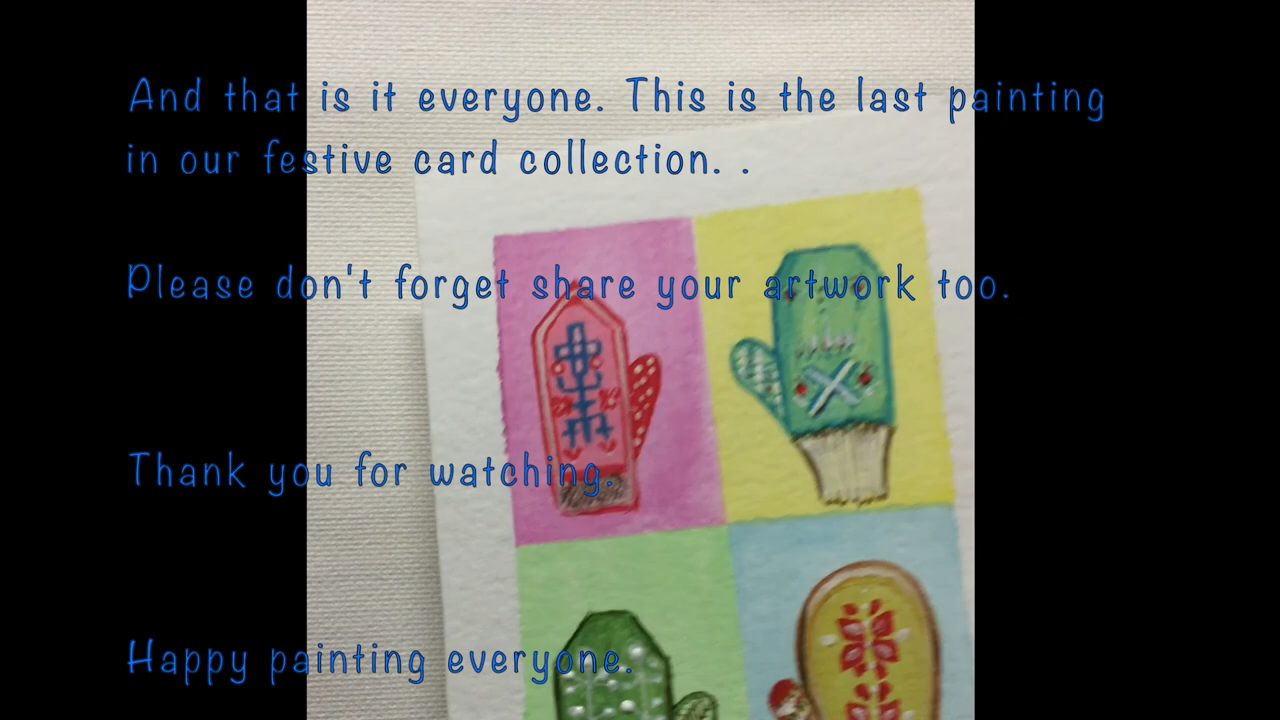 And that is it everyone. This is the last painting
in our festive card collection. .
Please don't forget share your artwork too.
Thank you for watching.
Happy painting everyone.